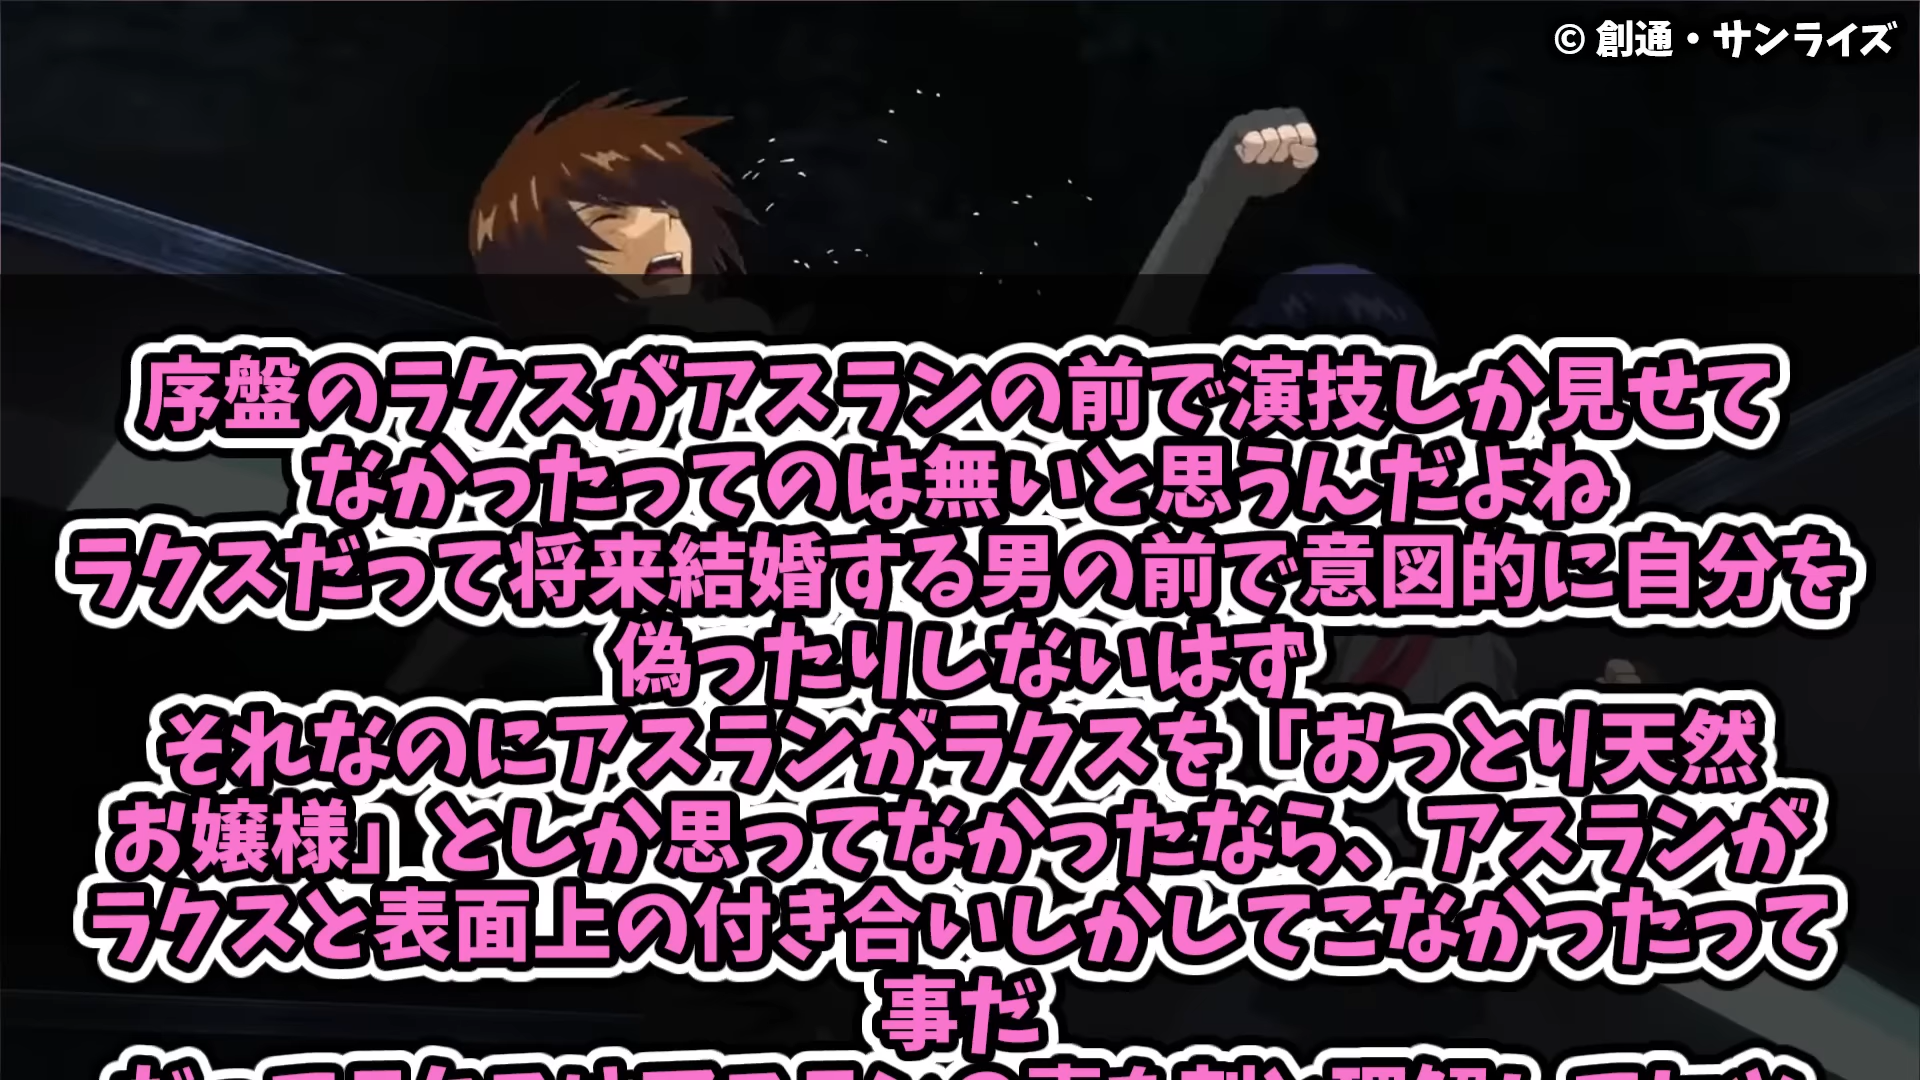 © 創通・サンライズ
序盤のラクスがアスランの前で演技しか見せて
なかったってのは無いと思うんだよね
ラクスだって将来結婚する男の前で意図的に自分を
偽ったりしないはず
それなのにアスランがラクスを「おっとり天然
お嬢様」としか思ってなかったなら、アスランが
ラクスと表面上の付き合いしかしてこなかったって
事だ